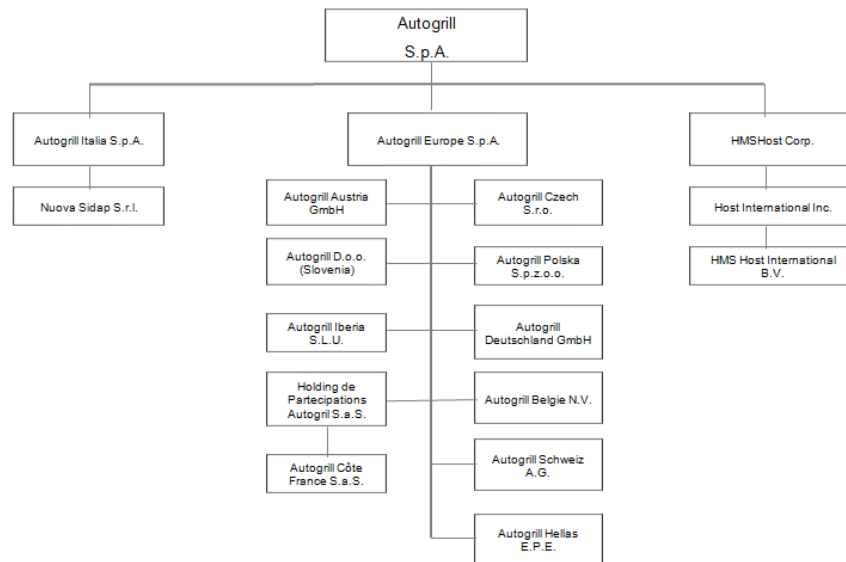 Autogrill
S.p.A.
Autogrill Italia S.p.A.
Autogrill Europe S.p.A.
HMSHost Corp.
Nuova Sidap S.r.l.
Autogrill Austria
GmbH
Autogrill Czech
S.r.o.
Host International Inc.
Autogrill D.o.o.
(Slovenia)
Autogrill Polska
S.p.z.o.o.
HMS Host International
B.V.
Autogrill Iberia
S.L.U.
Autogrill
Deutschland GmbH
Holding de
Partecipations
Autogril S.a.S.
Autogrill Belgie N.V.
Autogrill Côte
France S.a.S.
Autogrill Schweiz
A.G.
Autogrill Hellas
E.P.E.